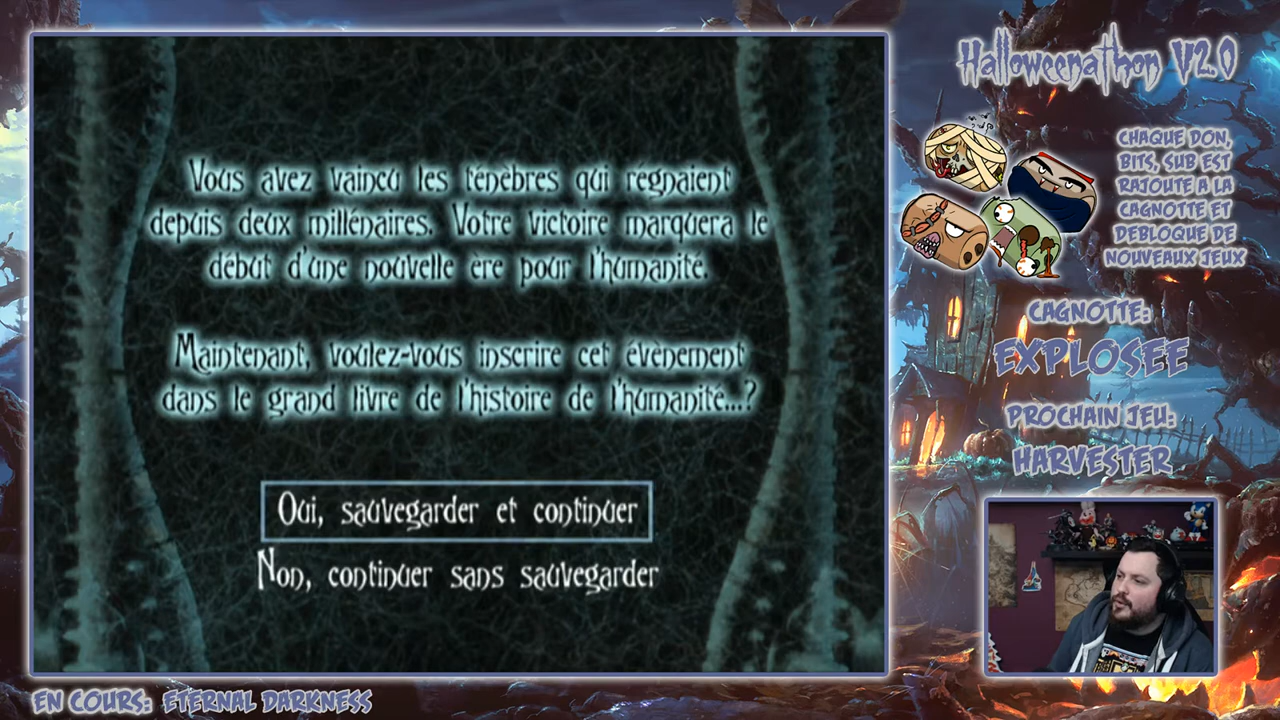 Vous avez vaincu les ténèbres qui régnaient
depuis deux millénaires. Votre victoire marquera le
début d'une nouvelle ère pour l'humanité.
Maintenant, voulez-vous inscrire cet évènement
dans le grand livre de l'histoire de l'humanité...?
Oui, sauvegarder et continuer
Non, continuer sans sauvegarder
Halloweenathon V2.0
CHAQUE DON,
BITS, SUB EST
RAJOUTE A LA
CAGNOTTE ET
DEBLOQUE DE
NOUVEAUX JEUX
CAGNOTTE:
EXPLOSEE
PROCHAIN JEU:
HARVESTER
EN COURS: ETERNAL DARKNESS